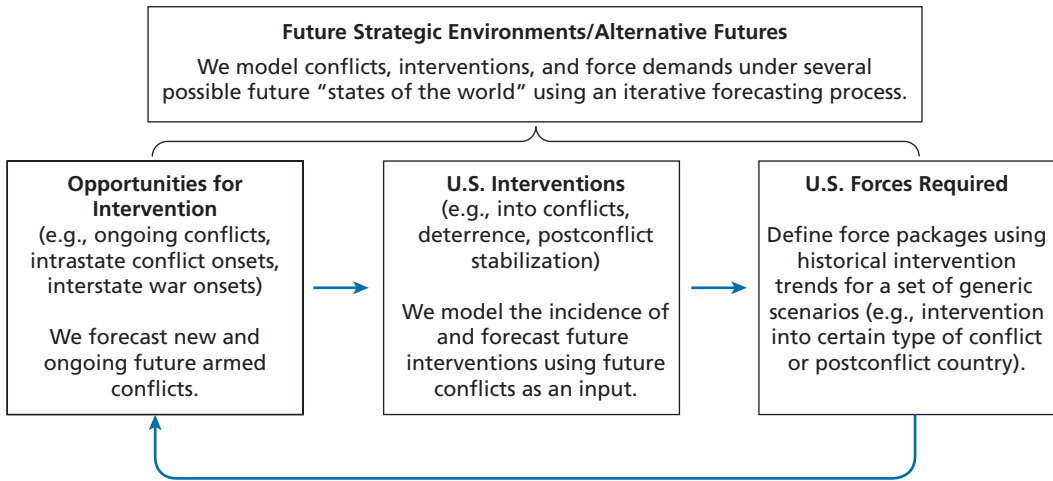 Future Strategic Environments/Alternative Futures
We model conflicts, interventions, and force demands under several
possible future “states of the world” using an iterative forecasting process.
Opportunities for
Intervention
(e.g., ongoing conflicts,
intrastate conflict onsets,
interstate war onsets)
We forecast new and
ongoing future armed
conflicts.
U.S. Interventions
(e.g., into conflicts,
deterrence, postconflict
stabilization)
We model the incidence of
and forecast future
interventions using future
conflicts as an input.
U.S. Forces Required
Define force packages using
historical intervention
trends for a set of generic
scenarios (e.g., intervention
into certain type of conflict
or postconflict country).